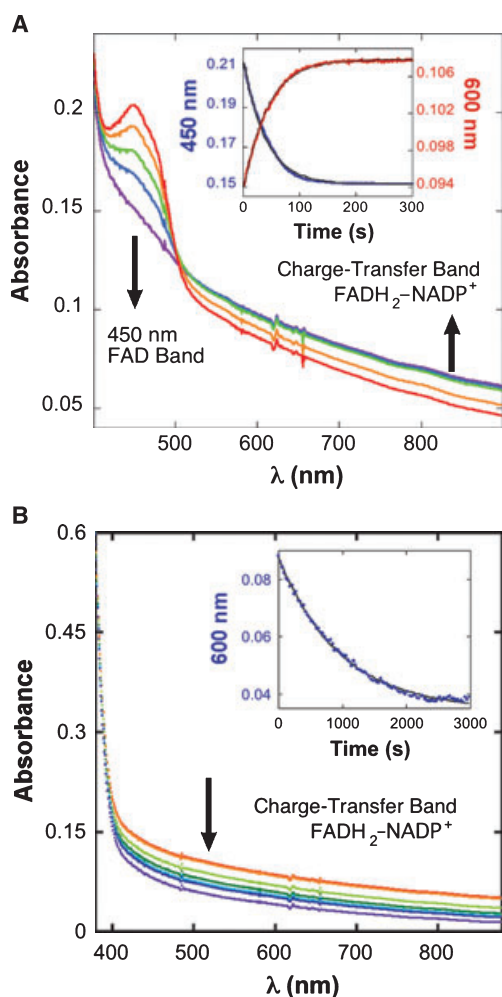 A
0.2
0.15
0.1
0.05
Absorbance
500 600 700 800
λ (nm)
450 nm
FAD Band
Charge-Transfer Band
FADH₂–NADP⁺
0.21
0.19
0.17
0.15
450 nm
0.106
0.102
0.098
0.094
600 nm
0 100 200 300
Time (s)
B
0.6
0.45
0.3
0.15
0
Absorbance
400 500 600 700 800
λ (nm)
Charge-Transfer Band
FADH₂–NADP⁺
0.08
0.06
0.04
600 nm
0 1000 2000 3000
Time (s)